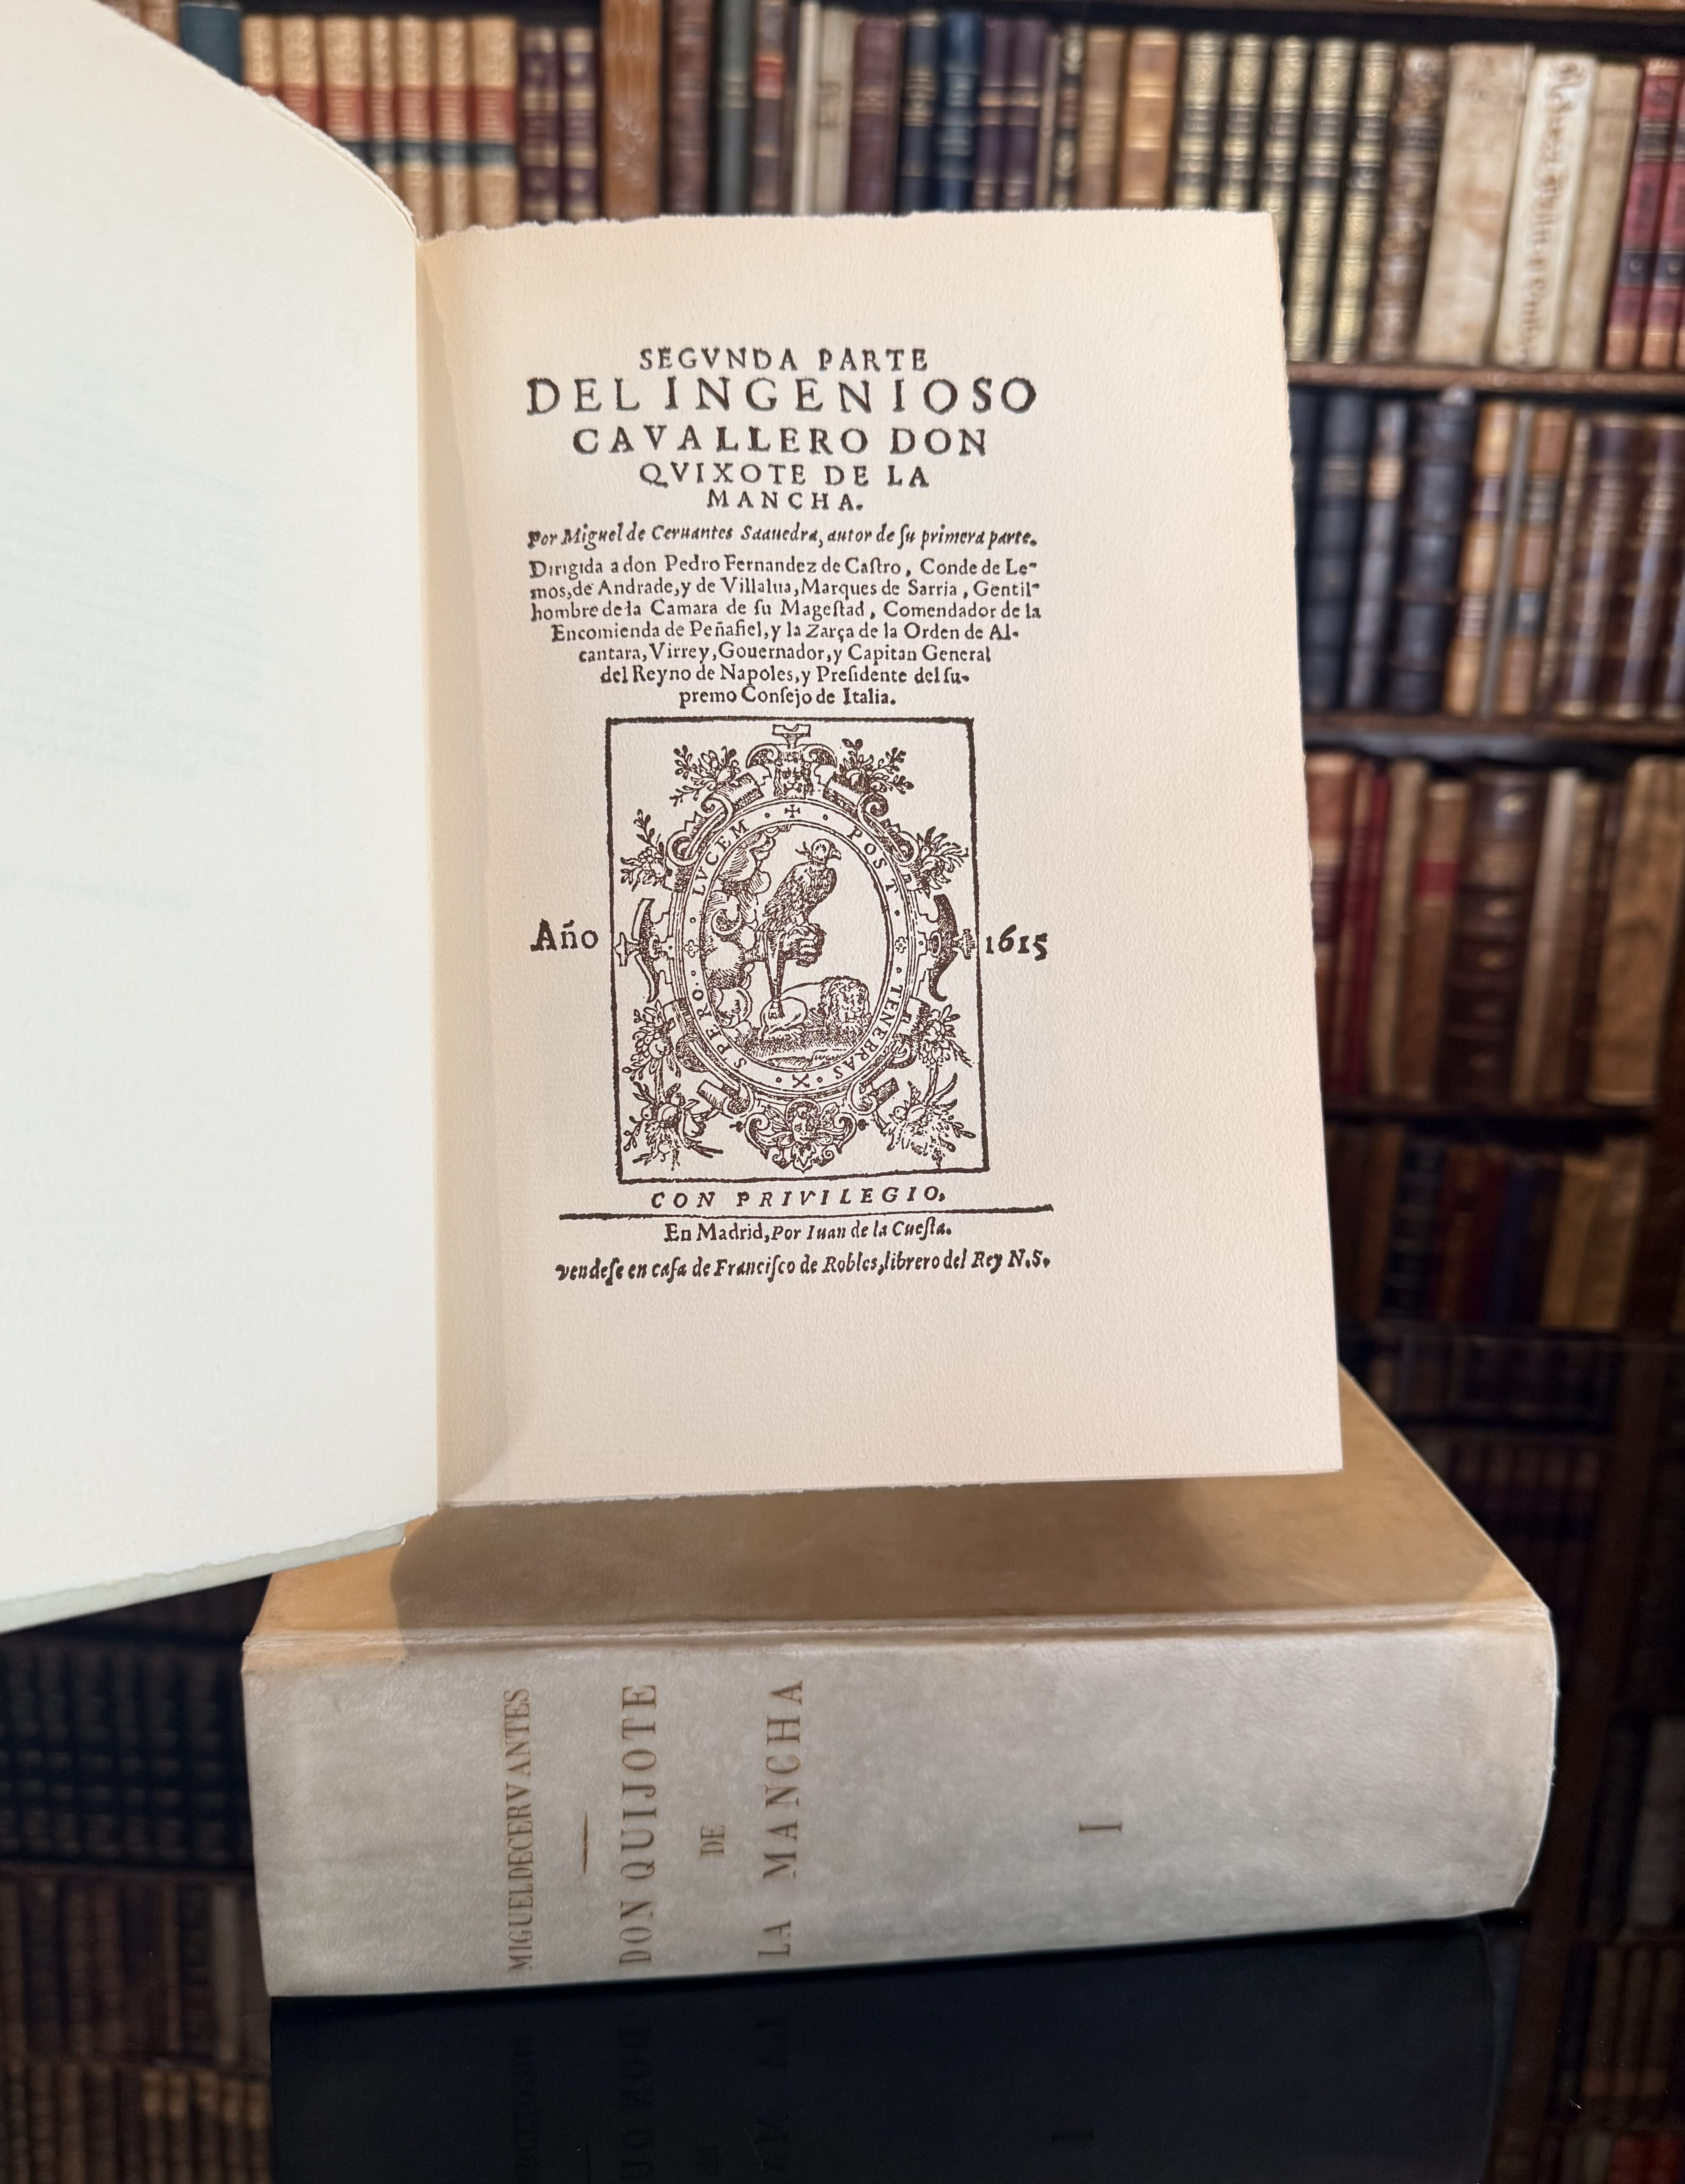 SEGVNDA PARTE
DEL INGENIOSO
CAVALLERO DON
QVIXOTE DE LA
MANCHA.
Por Miguel de Ceruantes Saauedra, autor de ſu primera parte.
Dirigida a don Pedro Fernandez de Caſtro, Conde de Le-
mos, de Andrade, y de Villalua, Marques de Sarria, Gentil-
hombre de la Camara de ſu Mageſtad, Comendador de la
Encomienda de Peñafiel, y la Zarça de la Orden de Al-
cantara, Virrey, Gouernador, y Capitan General
del Reyno de Napoles, y Preſidente del ſu-
premo Conſejo de Italia.
Año 1615
POST TENEBRAS SPERO LVCEM
CON PRIVILEGIO,
En Madrid, Por Iuan de la Cueſta.
vendeſe en caſa de Franciſco de Robles, librero del Rey N.S.
MIGUEL DE CERVANTES
DON QUIJOTE
DE
LA MANCHA
I